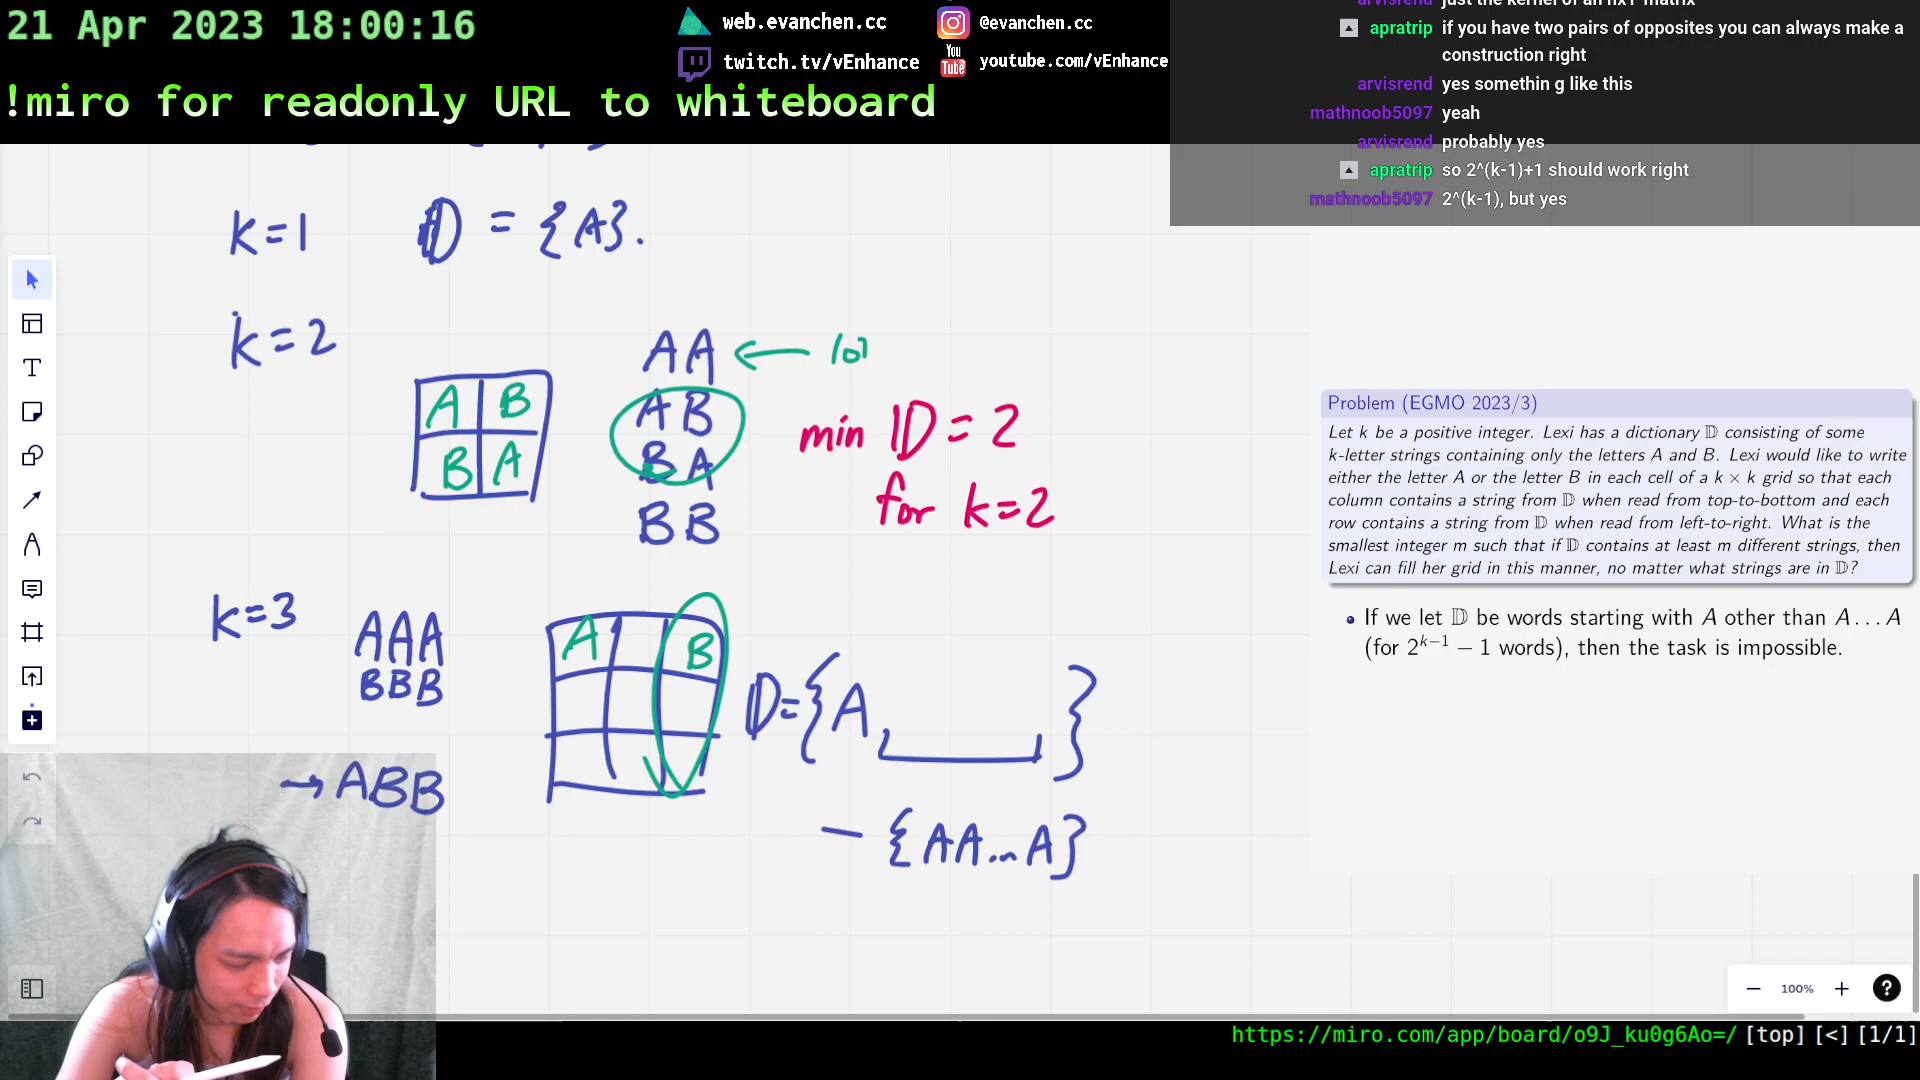 21 Apr 2023 18:00:16
!miro for readonly URL to whiteboard
web.evanchen.cc
@evanchen.cc
twitch.tv/vEnhance
You Tube
youtube.com/vEnhance
arvisrend just the kernel of an nx1 matrix
apratrip if you have two pairs of opposites you can always make a
construction right
arvisrend yes somethin g like this
mathnoob5097 yeah
arvisrend probably yes
apratrip so 2^(k-1)+1 should work right
mathnoob5097 2^(k-1), but yes
k=1 𝔻 = {A}.
k=2
A B
B A
AA
AB
BA
BB
min 𝔻 = 2
for k=2
k=3
AAA
BBB
→ ABB
A B
𝔻={A }
- {AA...A}
Problem (EGMO 2023/3)
Let k be a positive integer. Lexi has a dictionary 𝔻 consisting of some
k-letter strings containing only the letters A and B. Lexi would like to write
either the letter A or the letter B in each cell of a k × k grid so that each
column contains a string from 𝔻 when read from top-to-bottom and each
row contains a string from 𝔻 when read from left-to-right. What is the
smallest integer m such that if 𝔻 contains at least m different strings, then
Lexi can fill her grid in this manner, no matter what strings are in 𝔻?
• If we let 𝔻 be words starting with A other than A...A
(for 2^{k-1} − 1 words), then the task is impossible.
T
− 100% + ?
https://miro.com/app/board/o9J_ku0g6Ao=/ [top] [<] [1/1]